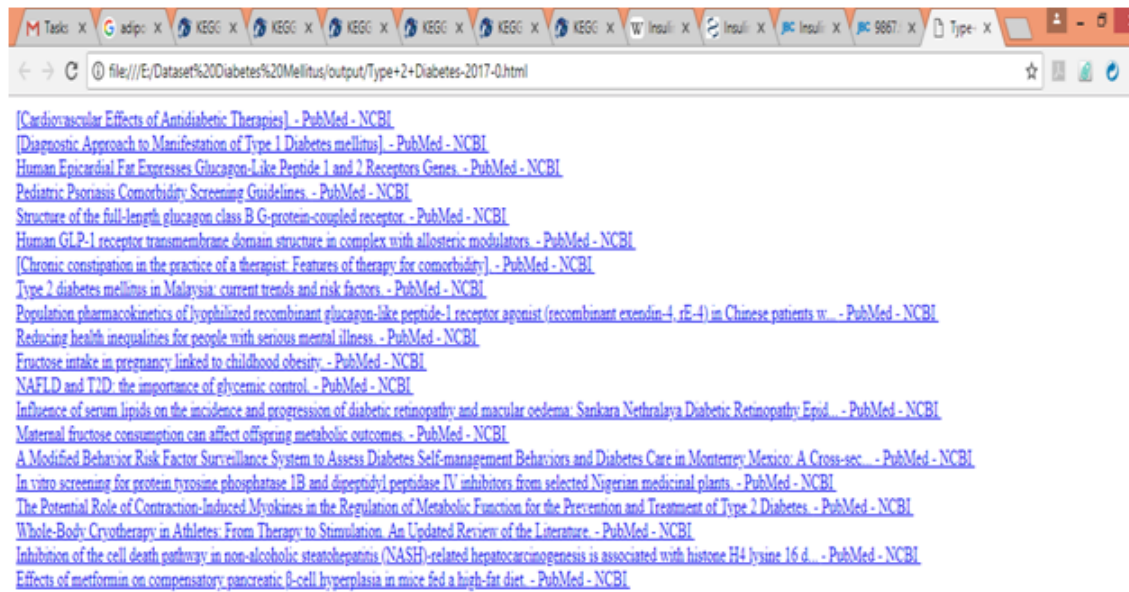 Tasks
adip:
KEGG
KEGG
KEGG
KEGG
KEGG
KEGG
Insuli
Insulin
JBC Insulin
JBC 9867.
Type-
file:///E:/Dataset%20Diabetes%20Mellitus/output/Type+2+Diabetes-2017-0.html
[Cardiovascular Effects of Antidiabetic Therapies]. - PubMed - NCBI
[Diagnostic Approach to Manifestation of Type 1 Diabetes mellitus]. - PubMed - NCBI
Human Epicardial Fat Expresses Glucagon-Like Peptide 1 and 2 Receptors Genes. - PubMed - NCBI
Pediatric Psoriasis Comorbidity Screening Guidelines. - PubMed - NCBI
Structure of the full-length glucagon class B G-protein-coupled receptor. - PubMed - NCBI
Human GLP-1 receptor transmembrane domain structure in complex with allosteric modulators. - PubMed - NCBI
[Chronic constipation in the practice of a therapist: Features of therapy for comorbidity]. - PubMed - NCBI
Type 2 diabetes mellitus in Malaysia: current trends and risk factors. - PubMed - NCBI
Population pharmacokinetics of lyophilized recombinant glucagon-like peptide-1 receptor agonist (recombinant exendin-4, rE-4) in Chinese patients w... - PubMed - NCBI
Reducing health inequalities for people with serious mental illness. - PubMed - NCBI
Fructose intake in pregnancy linked to childhood obesity. - PubMed - NCBI
NAFLD and T2D: the importance of glycemic control. - PubMed - NCBI
Influence of serum lipids on the incidence and progression of diabetic retinopathy and macular oedema: Sankara Nethralaya Diabetic Retinopathy Epid... - PubMed - NCBI
Maternal fructose consumption can affect offspring metabolic outcomes. - PubMed - NCBI
A Modified Behavior Risk Factor Surveillance System to Assess Diabetes Self-management Behaviors and Diabetes Care in Monterrey Mexico: A Cross-sec... - PubMed - NCBI
In vitro screening for protein tyrosine phosphatase 1B and dipeptidyl peptidase IV inhibitors from selected Nigerian medicinal plants. - PubMed - NCBI
The Potential Role of Contraction-Induced Myokines in the Regulation of Metabolic Function for the Prevention and Treatment of Type 2 Diabetes. - PubMed - NCBI
Whole-Body Cryotherapy in Athletes: From Therapy to Stimulation. An Updated Review of the Literature. - PubMed - NCBI
Inhibition of the cell death pathway in non-alcoholic steatohepatitis (NASH)-related hepatocarcinogenesis is associated with histone H4 lysine 16 d... - PubMed - NCBI
Effects of metformin on compensatory pancreatic β-cell hyperplasia in mice fed a high-fat diet. - PubMed - NCBI